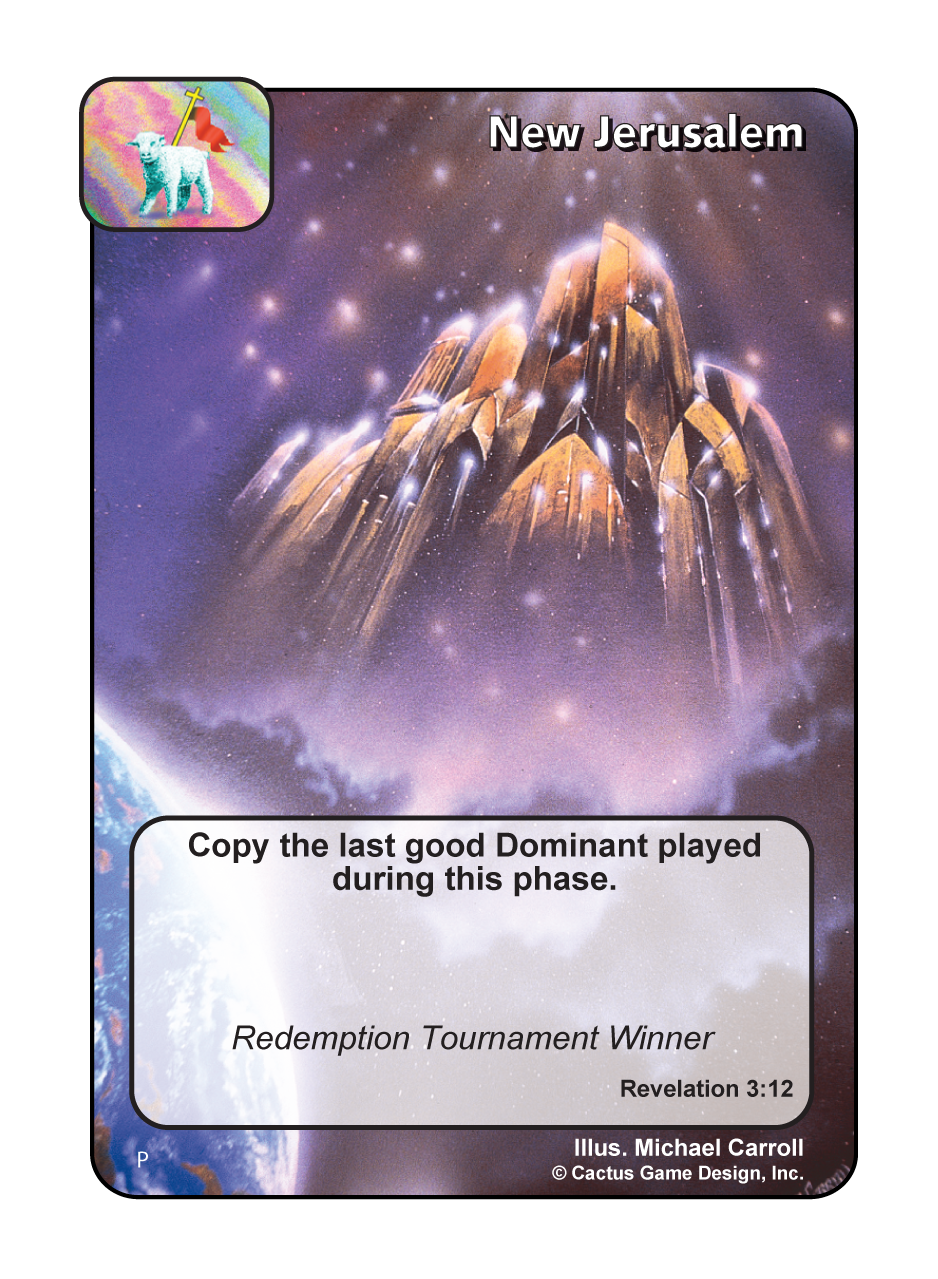 New Jerusalem
Copy the last good Dominant played
during this phase.
Redemption Tournament Winner
Revelation 3:12
P
Illus. Michael Carroll
© Cactus Game Design, Inc.